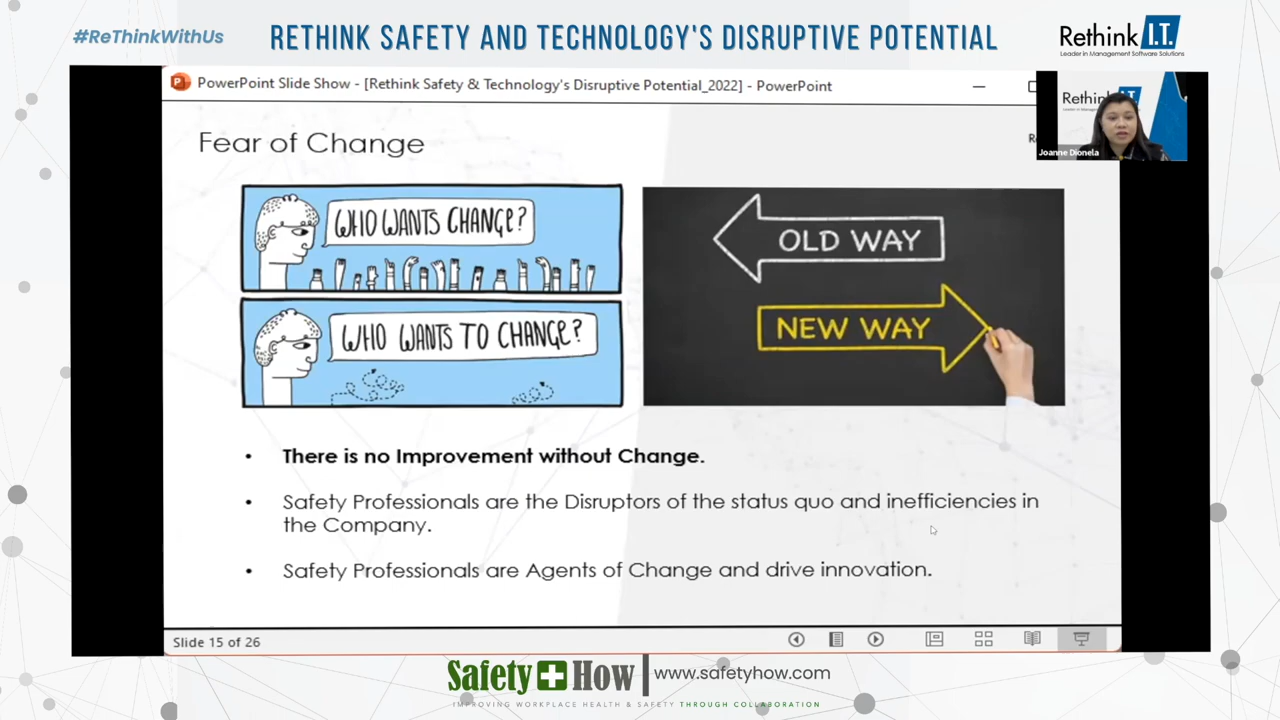 #ReThinkWithUs
RETHINK SAFETY AND TECHNOLOGY'S DISRUPTIVE POTENTIAL
Rethink I.T.
Leader in Management Software Solutions
PowerPoint Slide Show - [Rethink Safety & Technology's Disruptive Potential_2022] - PowerPoint
Rethink I.T.
Joanne Dionela
Fear of Change
WHO WANTS CHANGE?
WHO WANTS TO CHANGE?
OLD WAY
NEW WAY
• There is no Improvement without Change.
• Safety Professionals are the Disruptors of the status quo and inefficiencies in
the Company.
• Safety Professionals are Agents of Change and drive innovation.
Slide 15 of 26
Safety How
www.safetyhow.com
IMPROVING WORKPLACE HEALTH & SAFETY THROUGH COLLABORATION